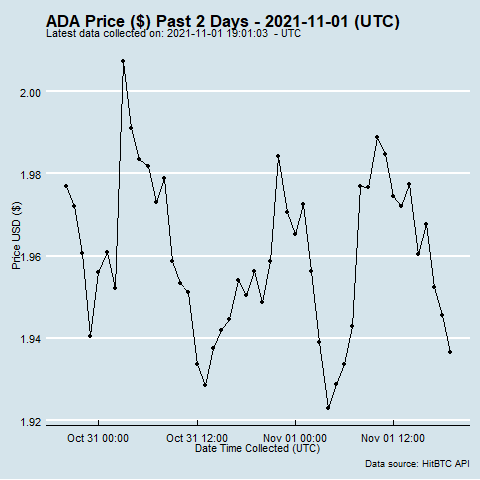 ADA Price ($) Past 2 Days - 2021-11-01 (UTC)
Latest data collected on: 2021-11-01 19:01:03 - UTC
2.00
1.98
1.96
1.94
1.92
Price USD ($)
Oct 31 00:00 Oct 31 12:00 Nov 01 00:00 Nov 01 12:00
Date Time Collected (UTC)
Data source: HitBTC API